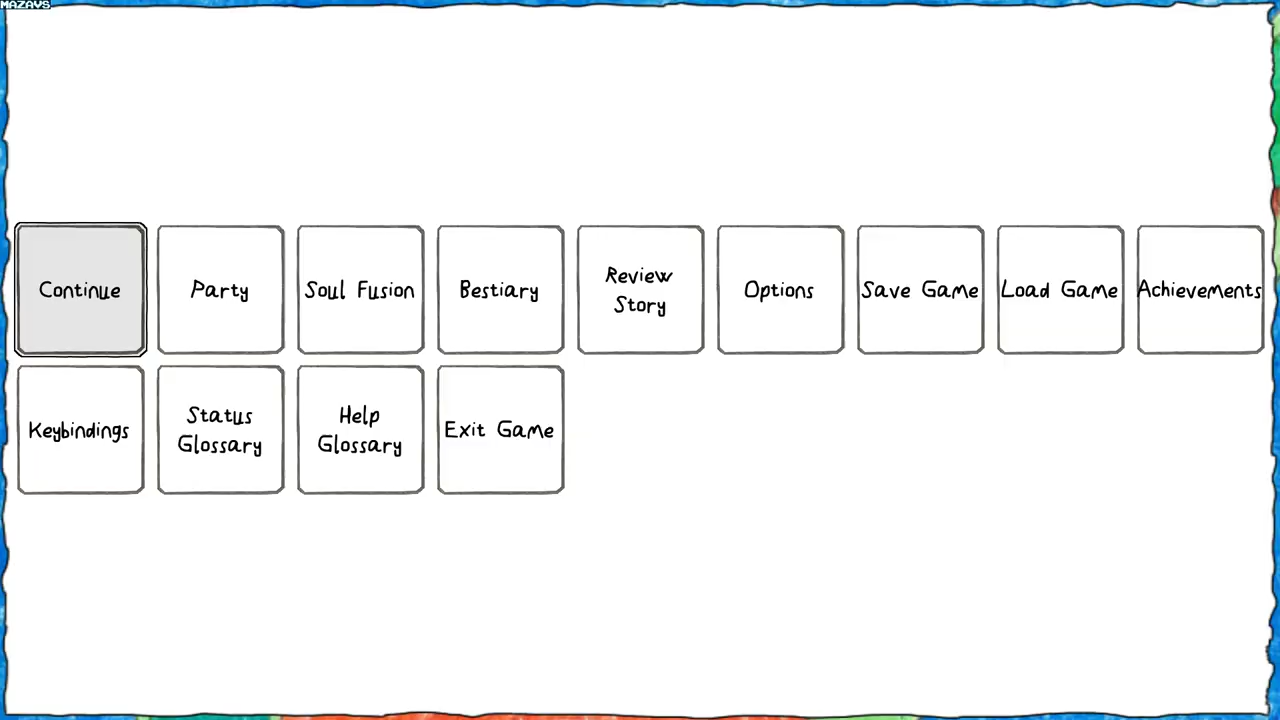 MAZAVS
Continue
Party
Soul Fusion
Bestiary
Review
Story
Options
Save Game
Load Game
Achievements
Keybindings
Status
Glossary
Help
Glossary
Exit Game